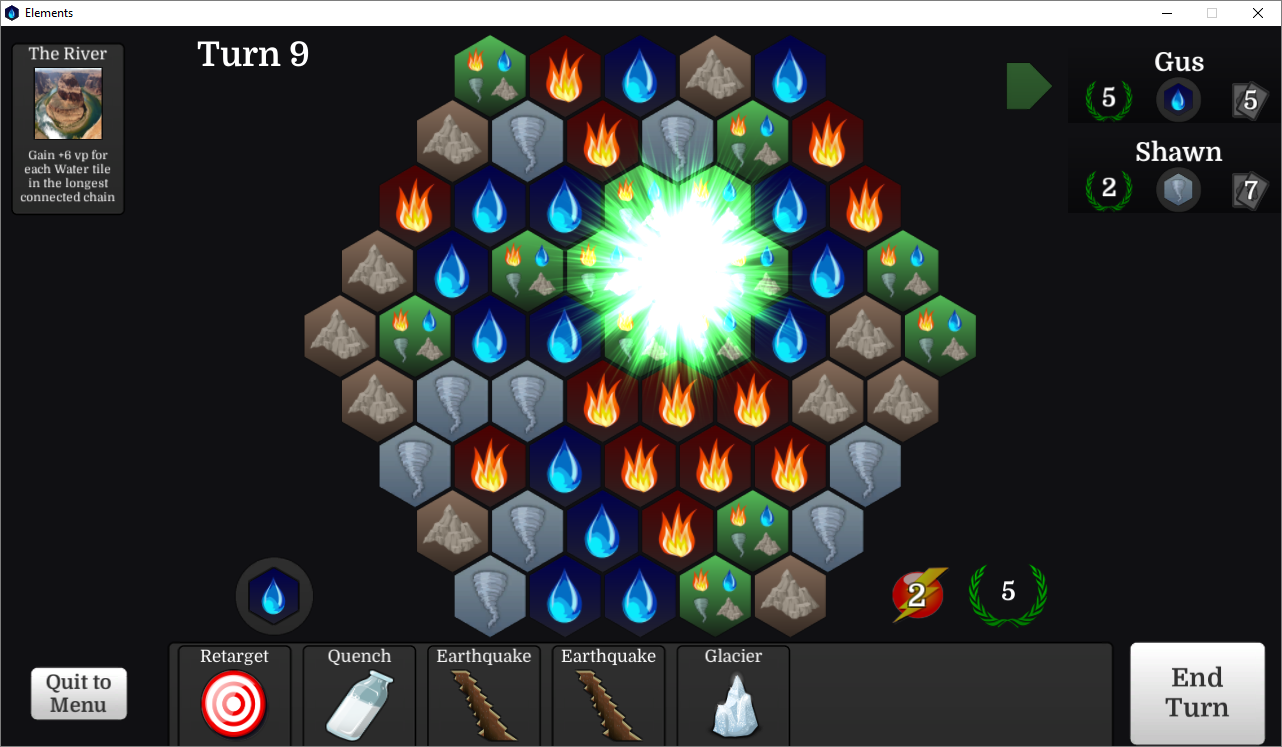 Elements
The River
Gain +6 vp for
each Water tile
in the longest
connected chain
Turn 9
Gus
5
5
Shawn
2
7
2
5
Quit to
Menu
Retarget
Quench
Earthquake
Earthquake
Glacier
End
Turn